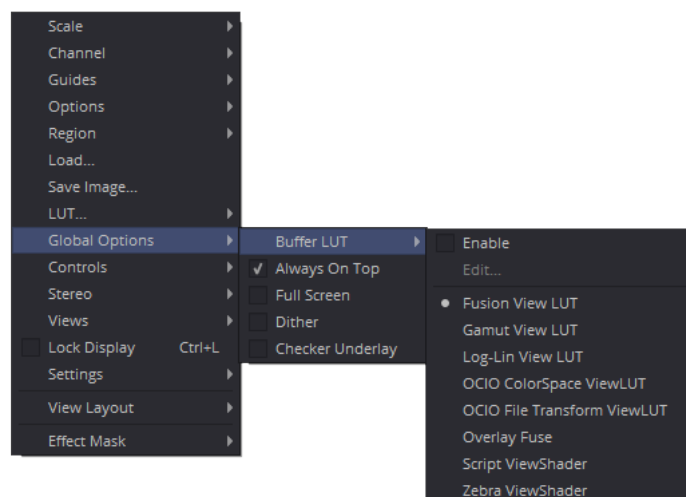 Scale
Channel
Guides
Options
Region
Load...
Save Image...
LUT...
Global Options
Controls
Stereo
Views
Lock Display Ctrl+L
Settings
View Layout
Effect Mask
Buffer LUT
Always On Top
Full Screen
Dither
Checker Underlay
Enable
Edit...
Fusion View LUT
Gamut View LUT
Log-Lin View LUT
OCIO ColorSpace ViewLUT
OCIO File Transform ViewLUT
Overlay Fuse
Script ViewShader
Zebra ViewShader